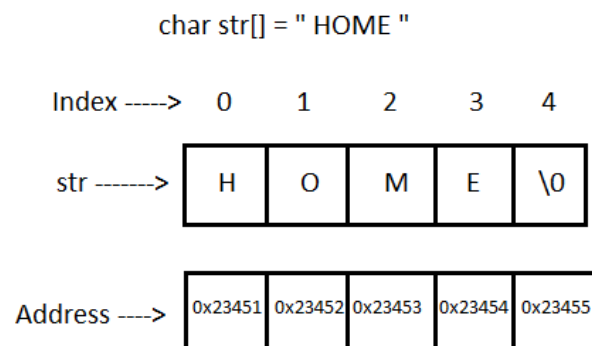 char str[] = " HOME "
Index -----> 0 1 2 3 4
str -------> H O M E \0
Address ----> 0x23451 0x23452 0x23453 0x23454 0x23455